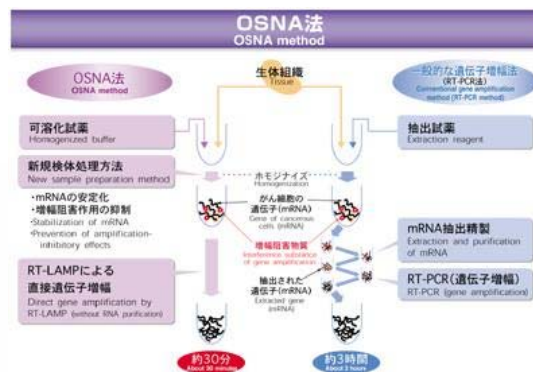 OSNA法
OSNA method
OSNA法
OSNA method
生体組織
Tissue
一般的な遺伝子増幅法
(RT-PCR法)
Conventional gene amplification
method (RT-PCR method)
可溶化試薬
Homogenized buffer
抽出試薬
Extraction reagent
新規検体処理方法
New sample preparation method
・mRNAの安定化
・増幅阻害作用の抑制
・Stabilization of mRNA
・Prevention of amplification-
inhibitory effects
ホモジナイズ
Homogenization
がん細胞の
遺伝子(mRNA)
Gene of cancerous
cells (mRNA)
増幅阻害物質
Interference substance
of gene amplification
抽出された
遺伝子(mRNA)
Extracted gene
(mRNA)
mRNA抽出精製
Extraction and purification
of mRNA
RT-LAMPによる
直接遺伝子増幅
Direct gene amplification by
RT-LAMP (without RNA purification)
RT-PCR(遺伝子増幅)
RT-PCR (gene amplification)
約30分
About 30 minutes
約3時間
About 3 hours